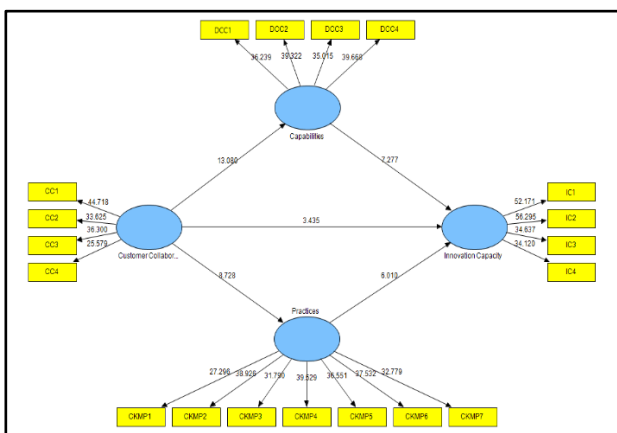 DCC1 DCC2 DCC3 DCC4
36.239 39.322 35.015 39.668
Capabilities
13.080 7.277
CC1 IC1
44.718 52.171
CC2 IC2
33.625 56.295
CC3 IC3
36.300 3.435 34.637
CC4 IC4
25.579 34.120
Customer Collabor... Innovation Capacity
8.728 6.010
Practices
27.296 38.926 31.790 39.629 36.551 37.532 32.779
CKMP1 CKMP2 CKMP3 CKMP4 CKMP5 CKMP6 CKMP7